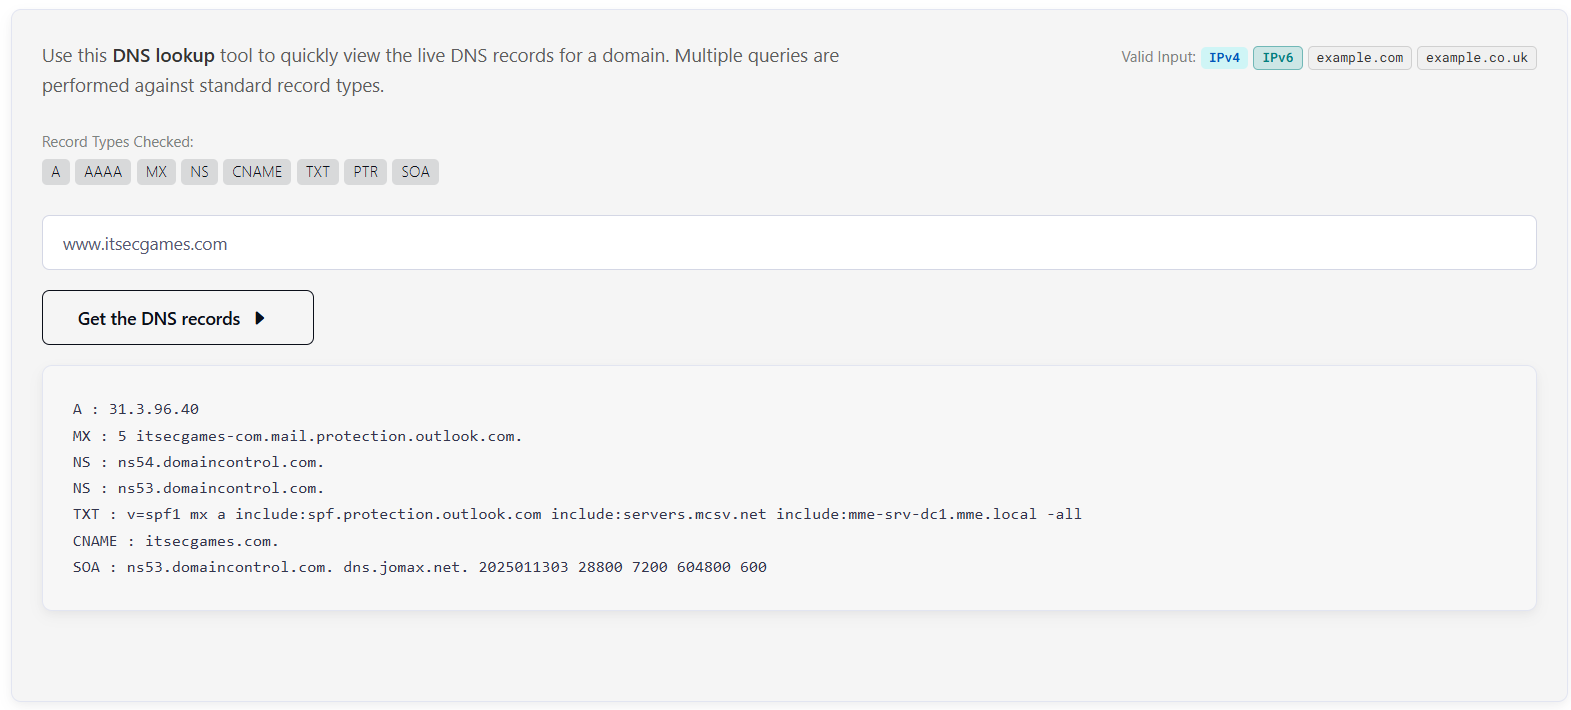 Use this DNS lookup tool to quickly view the live DNS records for a domain. Multiple queries are
performed against standard record types.
Valid Input: IPv4 IPv6 example.com example.co.uk
Record Types Checked:
A AAAA MX NS CNAME TXT PTR SOA
www.itsecgames.com
Get the DNS records
A : 31.3.96.40
MX : 5 itsecgames-com.mail.protection.outlook.com.
NS : ns54.domaincontrol.com.
NS : ns53.domaincontrol.com.
TXT : v=spf1 mx a include:spf.protection.outlook.com include:servers.mcsv.net include:mme-srv-dc1.mme.local -all
CNAME : itsecgames.com.
SOA : ns53.domaincontrol.com. dns.jomax.net. 2025011303 28800 7200 604800 600